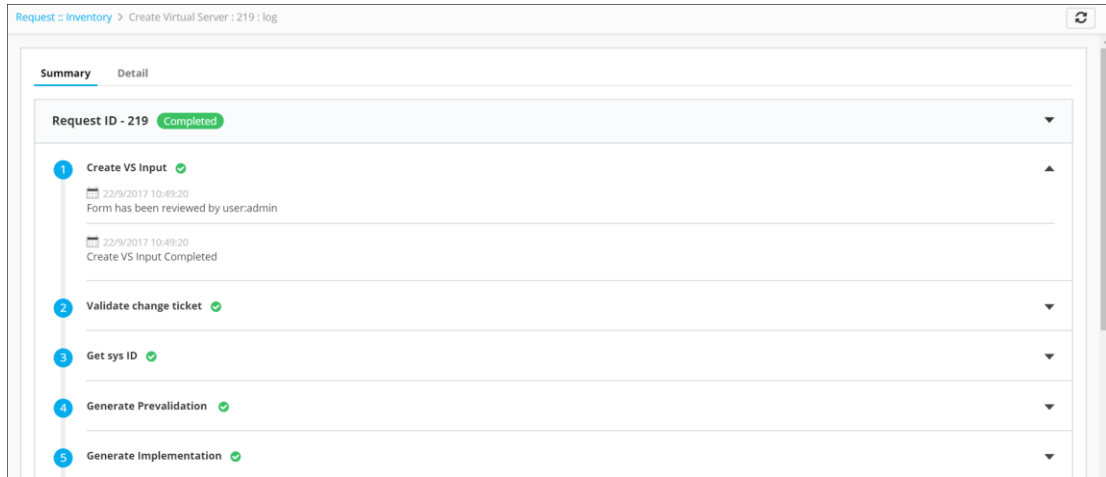 Request :: Inventory > Create Virtual Server : 219 : log
Summary Detail
Request ID - 219 Completed
1 Create VS Input
22/9/2017 10:49:20
Form has been reviewed by user:admin
22/9/2017 10:49:20
Create VS Input Completed
2 Validate change ticket
3 Get sys ID
4 Generate Prevalidation
5 Generate Implementation